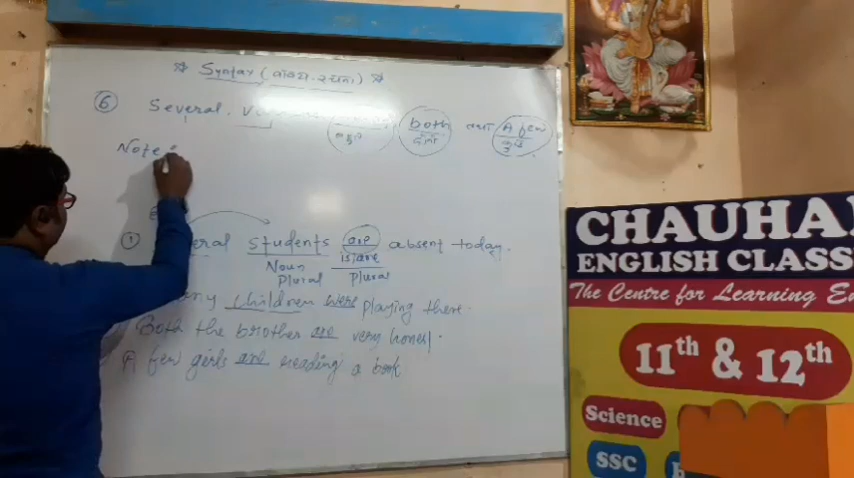 ☆ Syntax (वाक्य-रचना) ☆
⑥ Several, both तथा A few
बहुत दोनों कुछ
Note:
① students are absent today.
Noun is/are
Plural Plural
children were playing there.
Both the brother are very honest.
A few girls are reading a book
CHAUHA
ENGLISH CLASS
The Centre for Learning En
11th & 12th
Science
SSC